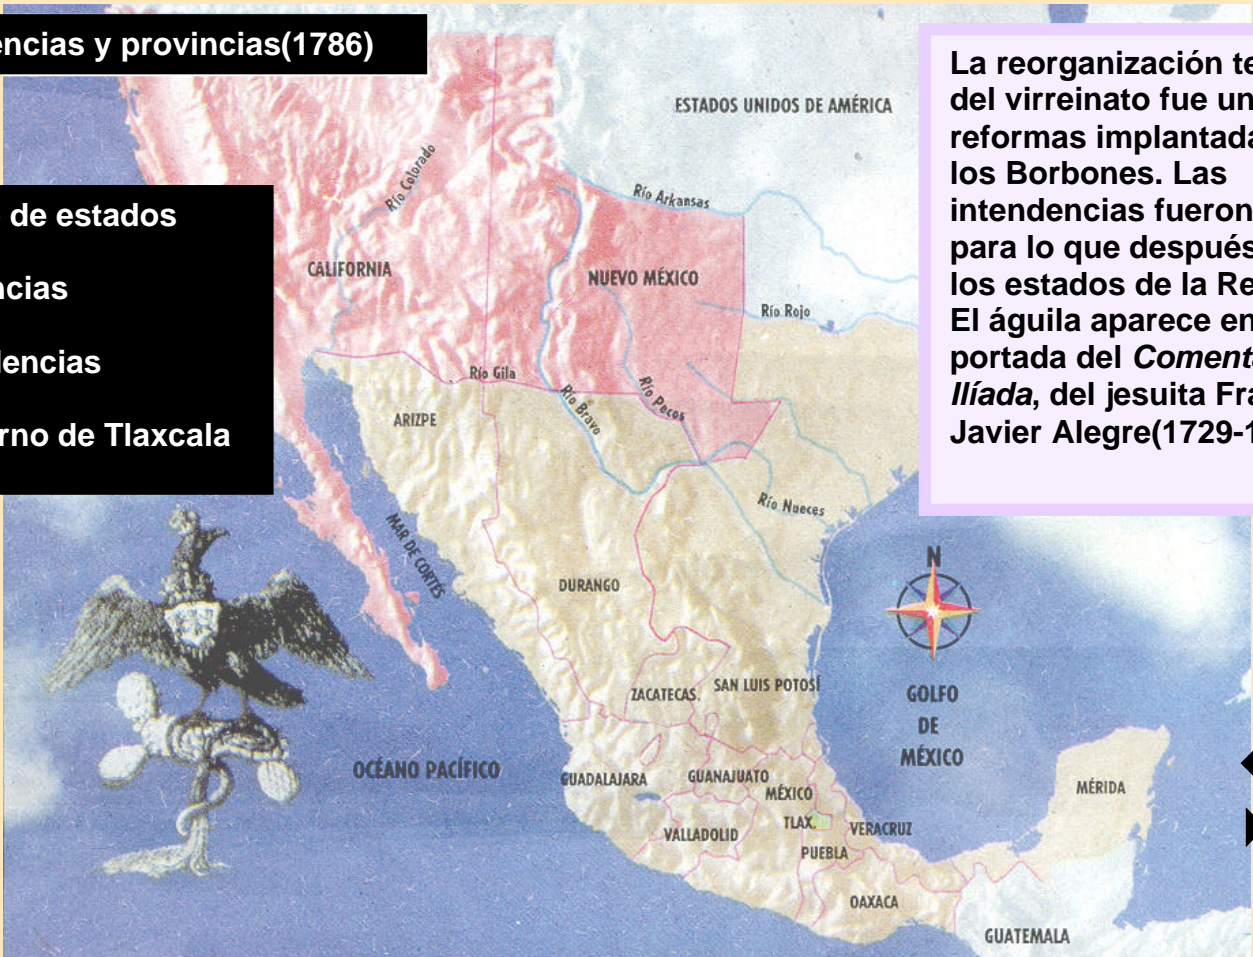 encias y provincias(1786)
de estados
ncias
dencias
rno de Tlaxcala
La reorganización te
del virreinato fue un
reformas implantada
los Borbones. Las
intendencias fueron
para lo que después
los estados de la Re
El águila aparece en
portada del Comenta
Ilíada, del jesuita Fra
Javier Alegre(1729-1
ESTADOS UNIDOS DE AMÉRICA
Río Colorado
Río Arkansas
CALIFORNIA
NUEVO MÉXICO
Río Rojo
Río Gila
Río Bravo
Río Pecos
ARIZPE
Río Nueces
MAR DE CORTÉS
DURANGO
N
ZACATECAS.
SAN LUIS POTOSÍ
GOLFO
DE
MÉXICO
OCÉANO PACÍFICO
GUADALAJARA
GUANAJUATO
MÉXICO
MÉRIDA
TLAX.
VALLADOLID
VERACRUZ
PUEBLA
OAXACA
GUATEMALA